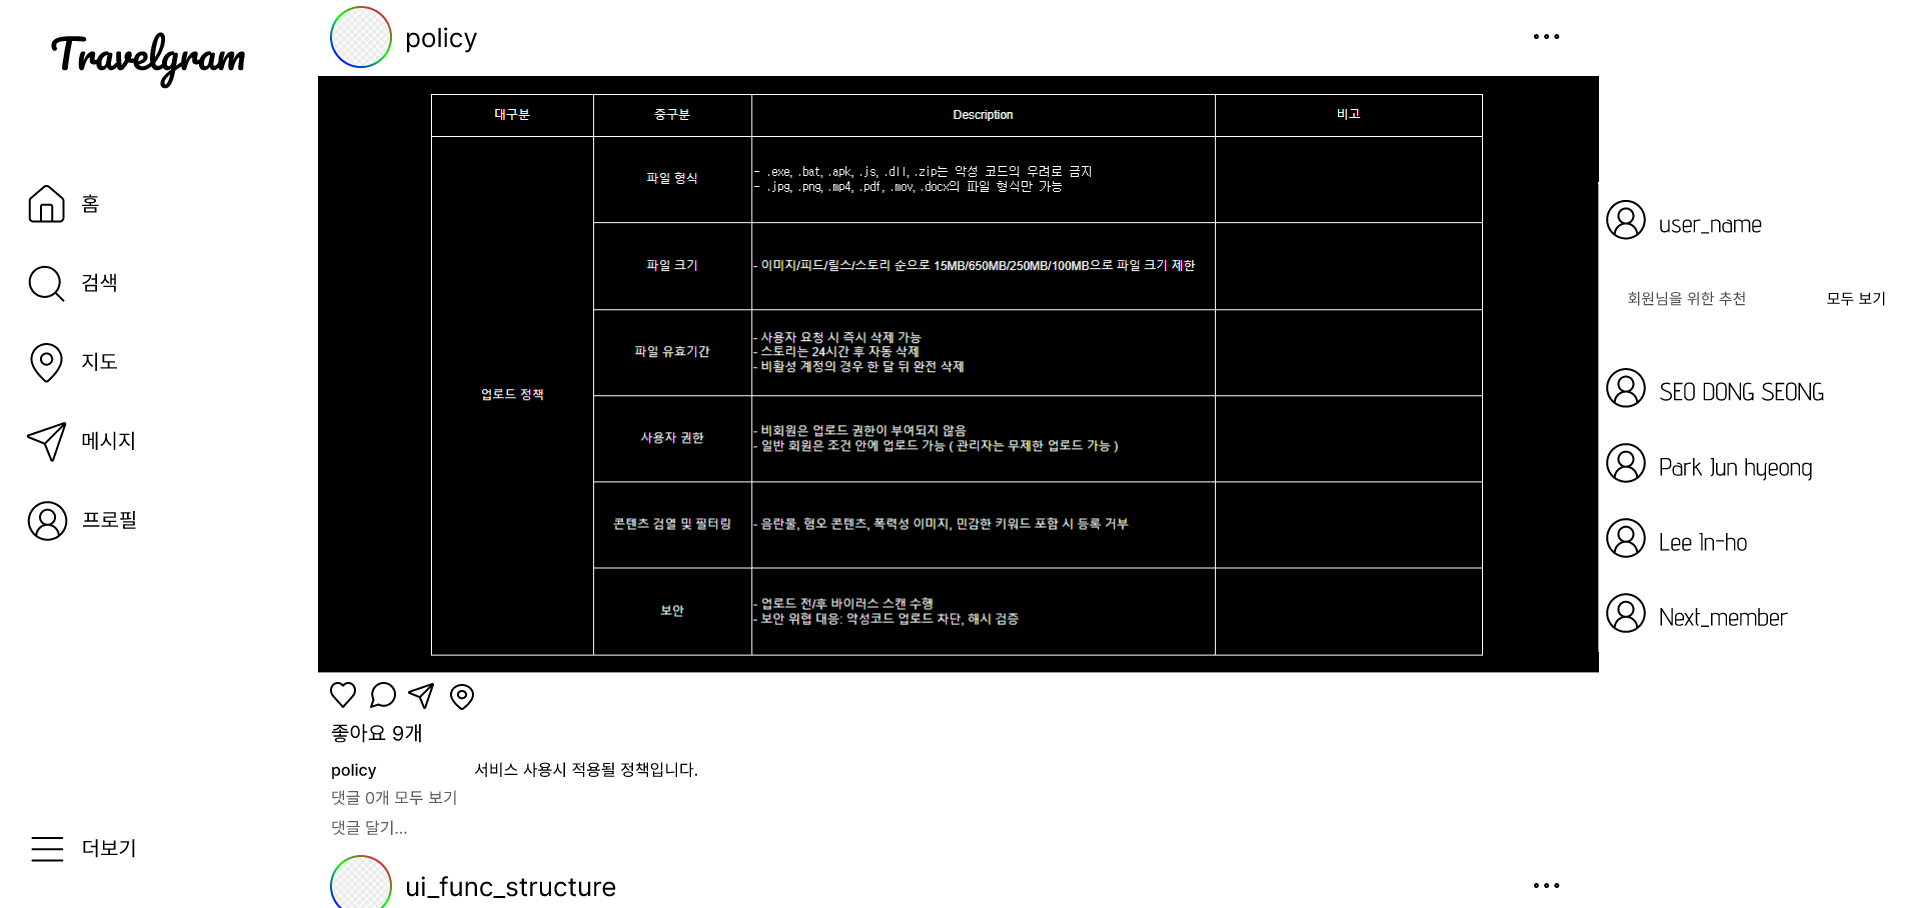 Travelgram
홈
검색
지도
메시지
프로필
더보기
policy
대구분 중구분 Description 비고
업로드 정책
파일 형식
- .exe, .bat, .apk, .js, .dll, .zip는 악성 코드의 우려로 금지
- .jpg, .png, .mp4, .pdf, .mov, .docx의 파일 형식만 가능
파일 크기
- 이미지/피드/릴스/스토리 순으로 15MB/650MB/250MB/100MB으로 파일 크기 제한
파일 유효기간
- 사용자 요청 시 즉시 삭제 가능
- 스토리는 24시간 후 자동 삭제
- 비활성 계정의 경우 한 달 뒤 완전 삭제
사용자 권한
- 비회원은 업로드 권한이 부여되지 않음
- 일반 회원은 조건 안에 업로드 가능 ( 관리자는 무제한 업로드 가능 )
콘텐츠 검열 및 필터링
- 음란물, 혐오 콘텐츠, 폭력성 이미지, 민감한 키워드 포함 시 등록 거부
보안
- 업로드 전/후 바이러스 스캔 수행
- 보안 위협 대응: 악성코드 업로드 차단, 해시 검증
좋아요 9개
policy 서비스 사용시 적용될 정책입니다.
댓글 0개 모두 보기
댓글 달기...
ui_func_structure
user_name
회원님을 위한 추천 모두 보기
SEO DONG SEONG
Park Jun hyeong
Lee In-ho
Next_member